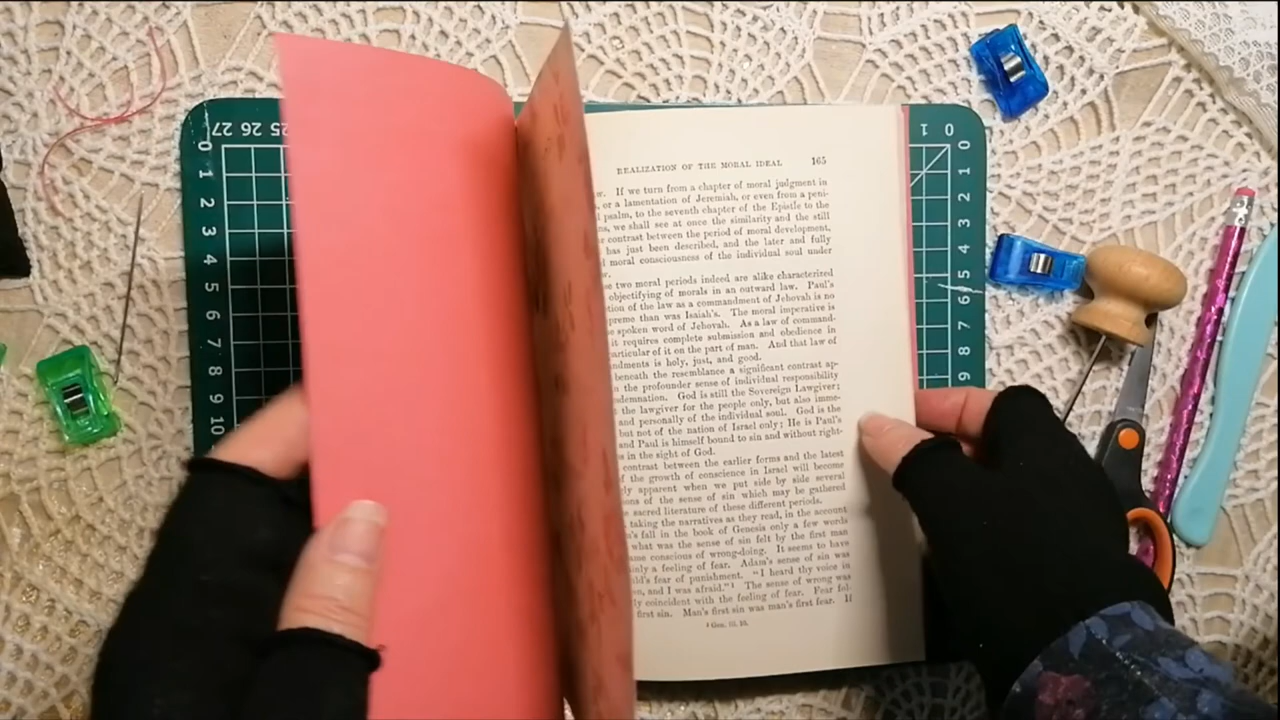 REALIZATION OF THE MORAL IDEAL 165
If we turn from a chapter of moral judgment in
or a lamentation of Jeremiah, or even from a peni-
psalm, to the seventh chapter of the Epistle to the
we shall see at once the similarity and the still
contrast between the period of moral development,
has just been described, and the later and fully
moral consciousness of the individual soul under
two moral periods indeed are alike characterized
objectifying of morals in an outward law. Paul's
of the law as a commandment of Jehovah is no
than was Isaiah's. The moral imperative is
spoken word of Jehovah. As a law of command-
it requires complete submission and obedience in
of it on the part of man. And that law of
is holy, just, and good.
beneath the resemblance a significant contrast ap-
the profounder sense of individual responsibility
God is still the Sovereign Lawgiver;
the lawgiver for the people only, but also imme-
and personally of the individual soul. God is the
but not of the nation of Israel only; He is Paul's
and Paul is himself bound to sin and without right-
in the sight of God.
contrast between the earlier forms and the latest
of the growth of conscience in Israel will become
apparent when we put side by side several
of the sense of sin which may be gathered
sacred literature of these different periods.
taking the narratives as they read, in the account
fall in the book of Genesis only a few words
what was the sense of sin felt by the first man
conscious of wrong-doing. It seems to have
a feeling of fear. Adam's sense of sin was
fear of punishment. "I heard thy voice in
and I was afraid."¹ The sense of wrong was
coincident with the feeling of fear. Fear fol-
first sin. Man's first sin was man's first fear. If
¹ Gen. iii. 10.
27 26 25
1 0
0 0
1 1
2 2
3 3
4 4
5 5
6 6
7 7
8 8
9 9
10